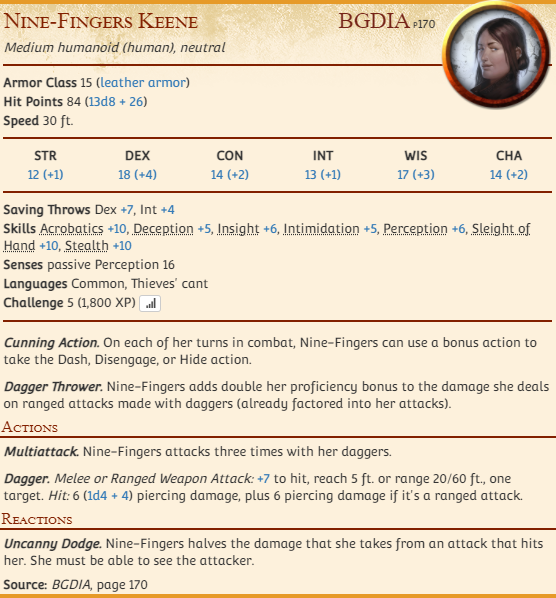 Nine-Fingers Keene BGDIA p170
Medium humanoid (human), neutral
Armor Class 15 (leather armor)
Hit Points 84 (13d8 + 26)
Speed 30 ft.
STR DEX CON INT WIS CHA
12 (+1) 18 (+4) 14 (+2) 13 (+1) 17 (+3) 14 (+2)
Saving Throws Dex +7, Int +4
Skills Acrobatics +10, Deception +5, Insight +6, Intimidation +5, Perception +6, Sleight of
Hand +10, Stealth +10
Senses passive Perception 16
Languages Common, Thieves' cant
Challenge 5 (1,800 XP)
Cunning Action. On each of her turns in combat, Nine-Fingers can use a bonus action to
take the Dash, Disengage, or Hide action.
Dagger Thrower. Nine-Fingers adds double her proficiency bonus to the damage she deals
on ranged attacks made with daggers (already factored into her attacks).
Actions
Multiattack. Nine-Fingers attacks three times with her daggers.
Dagger. Melee or Ranged Weapon Attack: +7 to hit, reach 5 ft. or range 20/60 ft., one
target. Hit: 6 (1d4 + 4) piercing damage, plus 6 piercing damage if it's a ranged attack.
Reactions
Uncanny Dodge. Nine-Fingers halves the damage that she takes from an attack that hits
her. She must be able to see the attacker.
Source: BGDIA, page 170